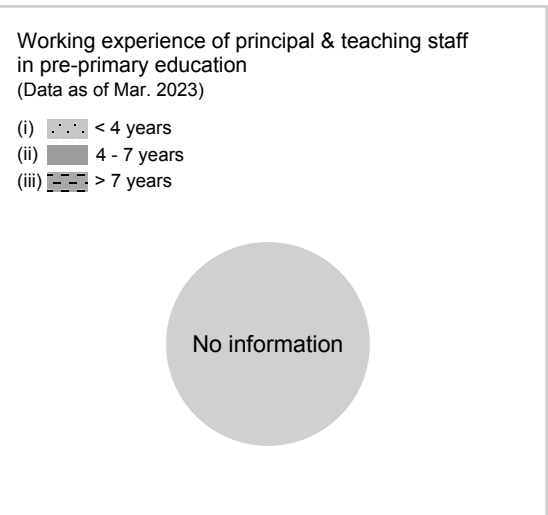 Working experience of principal & teaching staff
in pre-primary education
(Data as of Mar. 2023)
(i) < 4 years
(ii) 4 - 7 years
(iii) > 7 years
No information